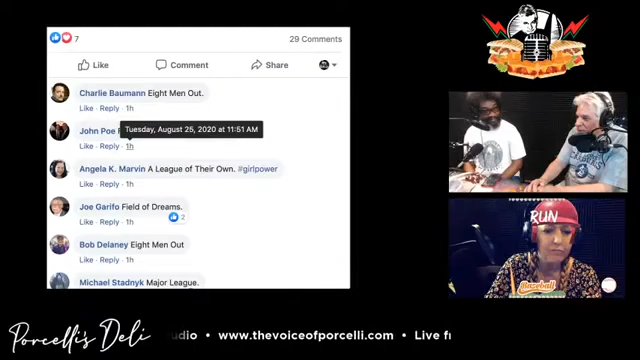 7
29 Comments
Like
Comment
Share
Charlie Baumann Eight Men Out.
Like · Reply · 1h
John Poe
Tuesday, August 25, 2020 at 11:51 AM
Like · Reply · 1h
Angela K. Marvin A League of Their Own. #girlpower
Like · Reply · 1h
Joe Garifo Field of Dreams.
2
Like · Reply · 1h
Bob Delaney Eight Men Out
Like · Reply · 1h
Michael Stadnyk Major League.
RUN
Baseball
Porcelli's Deli
udio • www.thevoiceofporcelli.com • Live fr